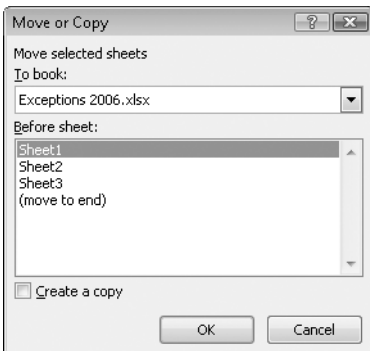 Move or Copy
Move selected sheets
To book:
Exceptions 2006.xlsx
Before sheet:
Sheet1
Sheet2
Sheet3
(move to end)
Create a copy
OK Cancel